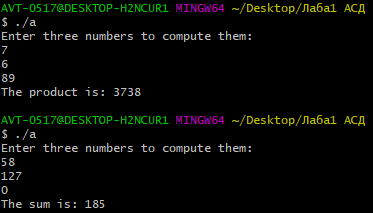 AVT-0517@DESKTOP-H2NCUR1 MINGW64 ~/Desktop/Лаба1 АСД
$ ./a
Enter three numbers to compute them:
7
6
89
The product is: 3738
AVT-0517@DESKTOP-H2NCUR1 MINGW64 ~/Desktop/Лаба1 АСД
$ ./a
Enter three numbers to compute them:
58
127
0
The sum is: 185